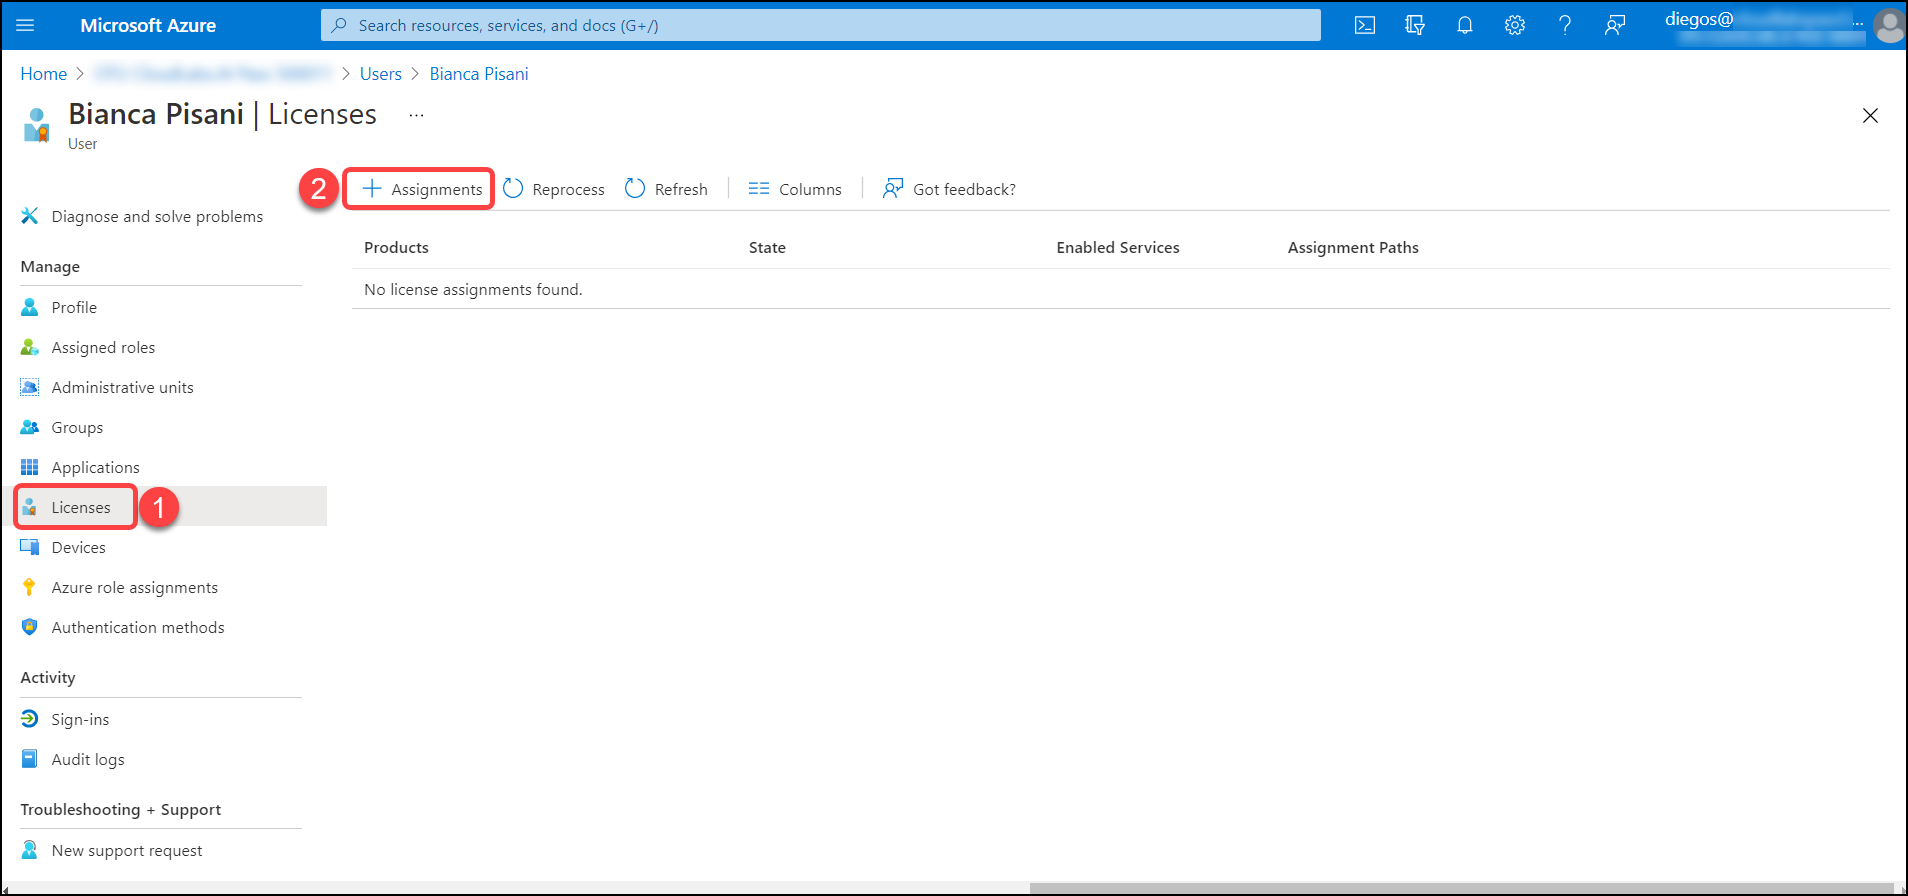 Microsoft Azure
Search resources, services, and docs (G+/)
diegos@
...
Home > > Users > Bianca Pisani
Bianca Pisani | Licenses ...
User
2
+ Assignments
Reprocess
Refresh
Columns
Got feedback?
Diagnose and solve problems
Manage
Profile
Assigned roles
Administrative units
Groups
Applications
Licenses
1
Devices
Azure role assignments
Authentication methods
Activity
Sign-ins
Audit logs
Troubleshooting + Support
New support request
Products State Enabled Services Assignment Paths
No license assignments found.